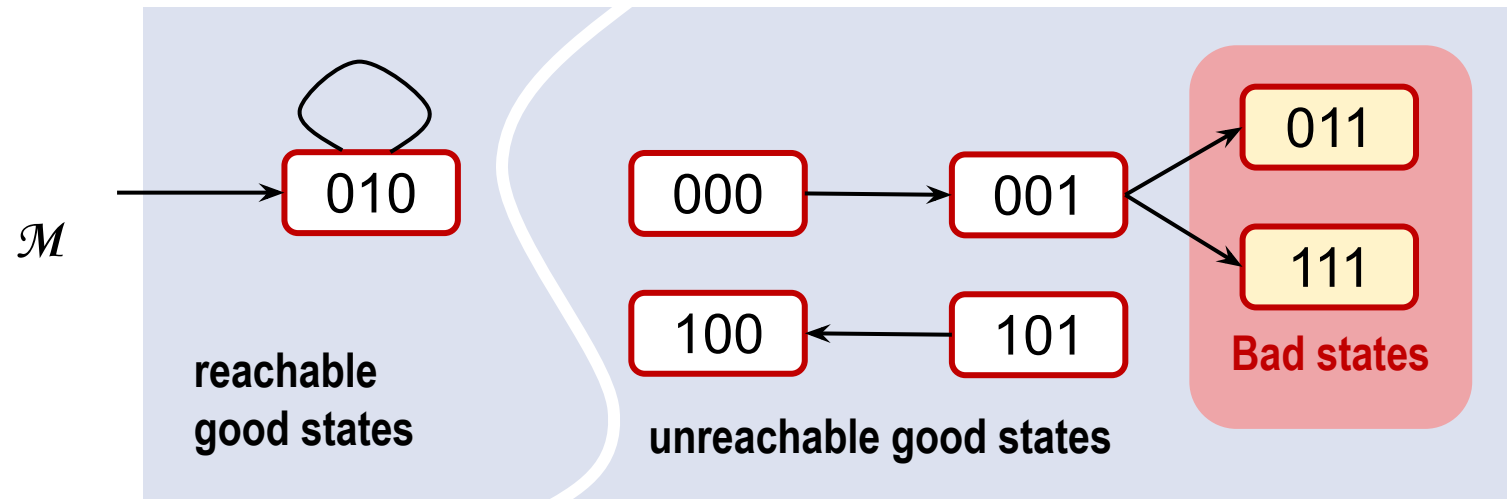 ℳ
010
reachable
good states
000
001
100
101
unreachable good states
011
111
Bad states